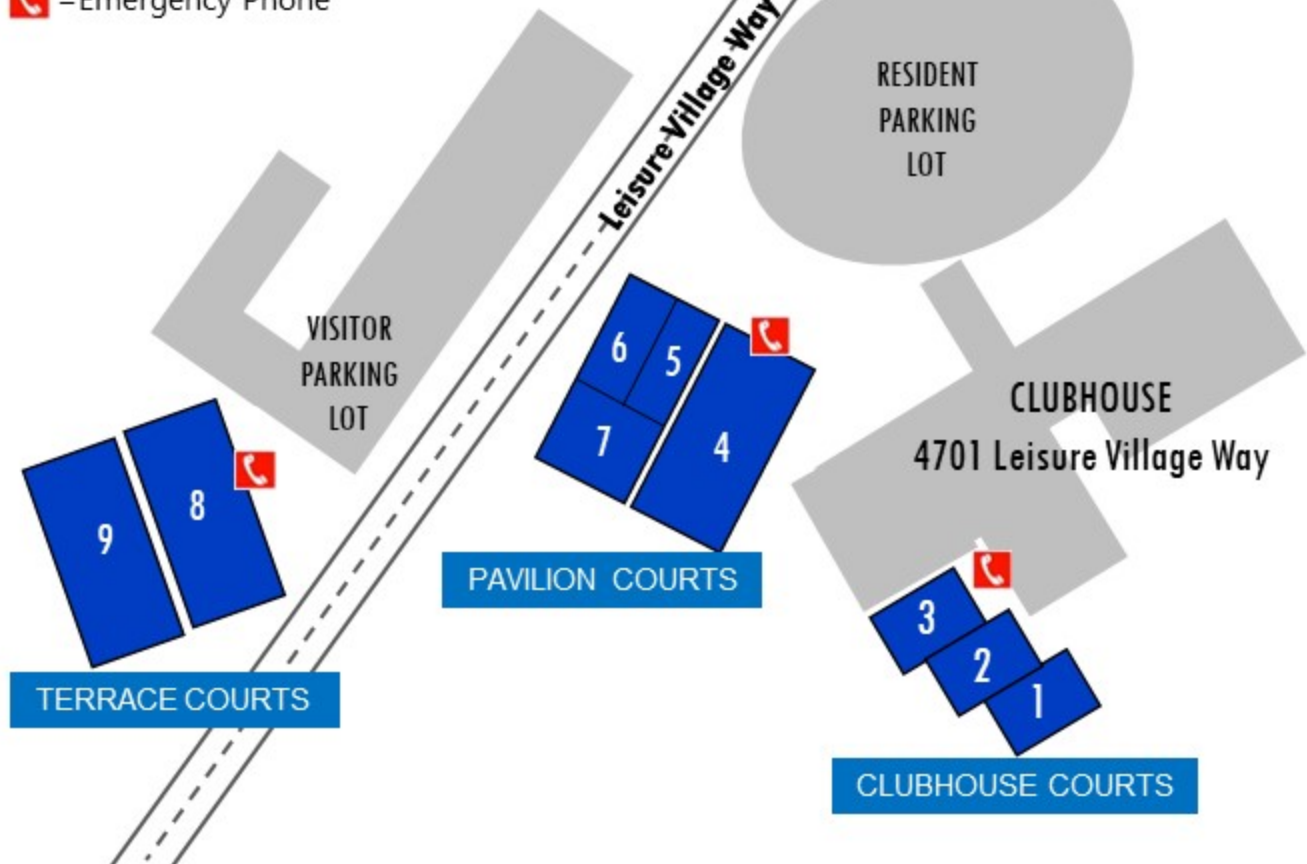 =Emergency Phone
Leisure Village Way
RESIDENT
PARKING
LOT
VISITOR
PARKING
LOT
6
5
7
4
CLUBHOUSE
4701 Leisure Village Way
9
8
PAVILION COURTS
3
2
1
TERRACE COURTS
CLUBHOUSE COURTS